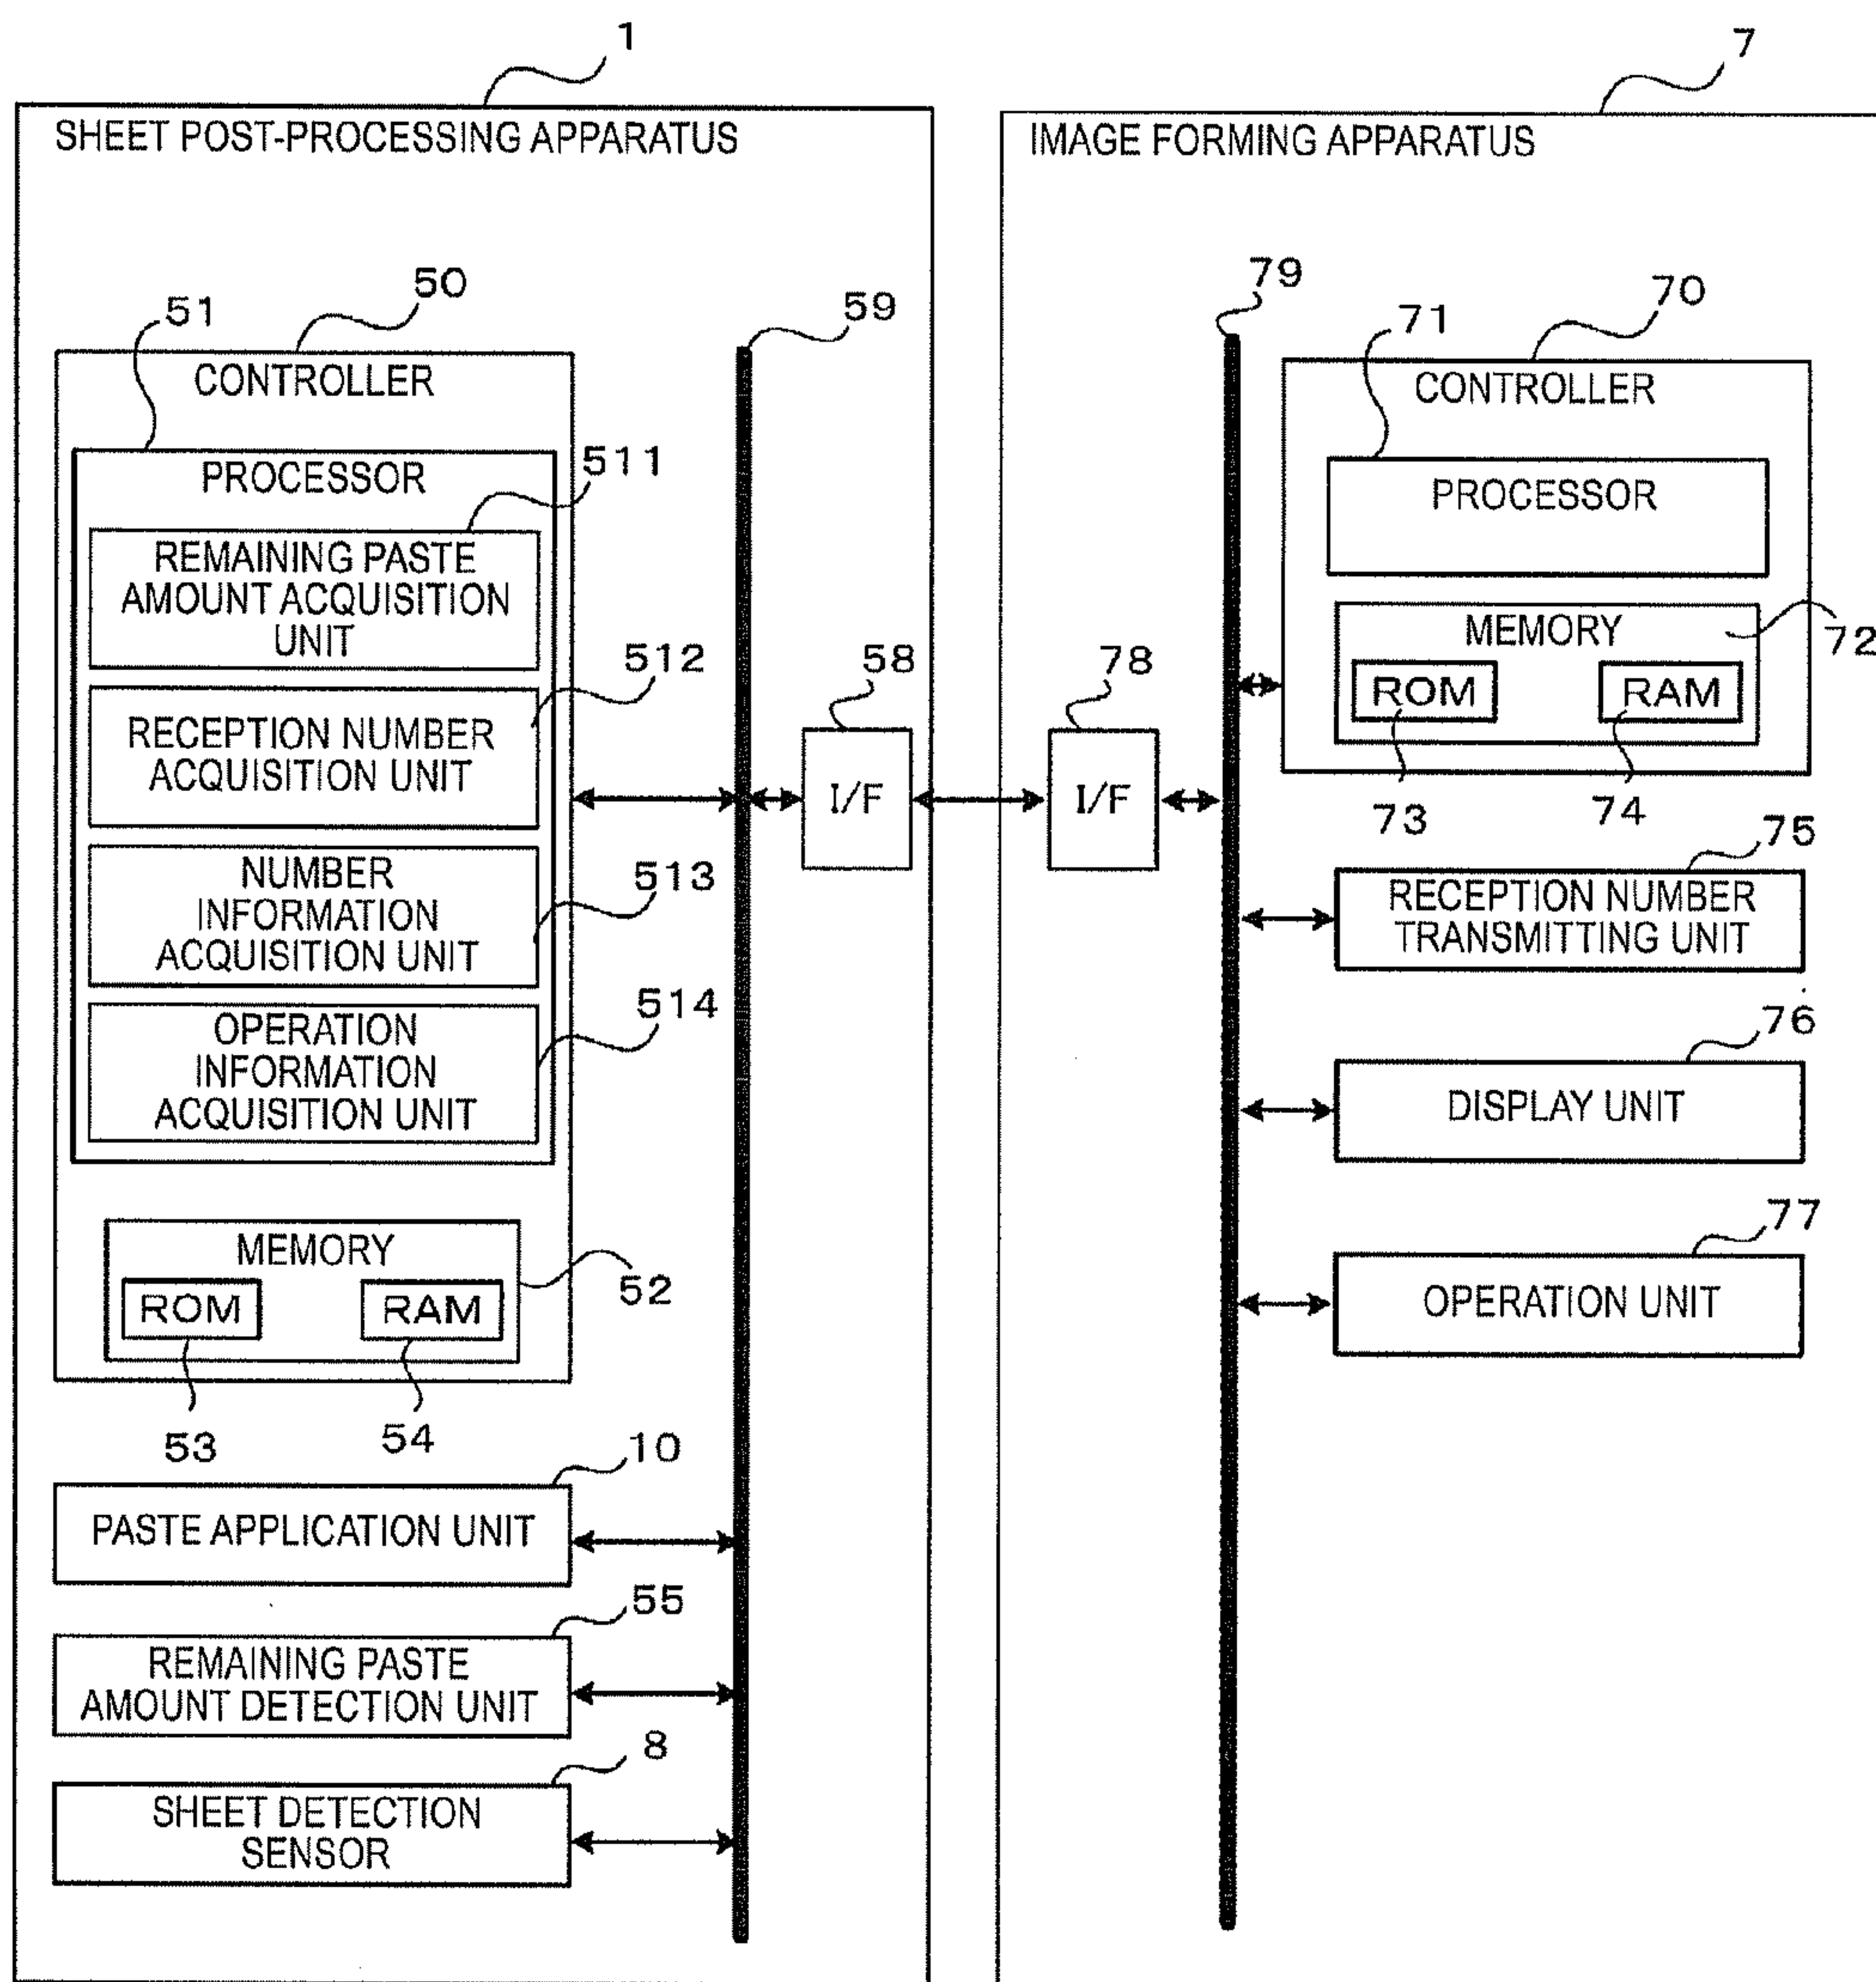 1
SHEET POST-PROCESSING APPARATUS
50
51
CONTROLLER
PROCESSOR
511
REMAINING PASTE
AMOUNT ACQUISITION
UNIT
512
RECEPTION NUMBER
ACQUISITION UNIT
NUMBER
INFORMATION
ACQUISITION UNIT
513
OPERATION
INFORMATION
ACQUISITION UNIT
514
MEMORY
52
ROM
RAM
53
54
10
PASTE APPLICATION UNIT
55
REMAINING PASTE
AMOUNT DETECTION UNIT
8
SHEET DETECTION
SENSOR
59
58
I/F
7
IMAGE FORMING APPARATUS
79
78
I/F
70
71
CONTROLLER
PROCESSOR
MEMORY
72
ROM
RAM
73
74
75
RECEPTION NUMBER
TRANSMITTING UNIT
76
DISPLAY UNIT
77
OPERATION UNIT